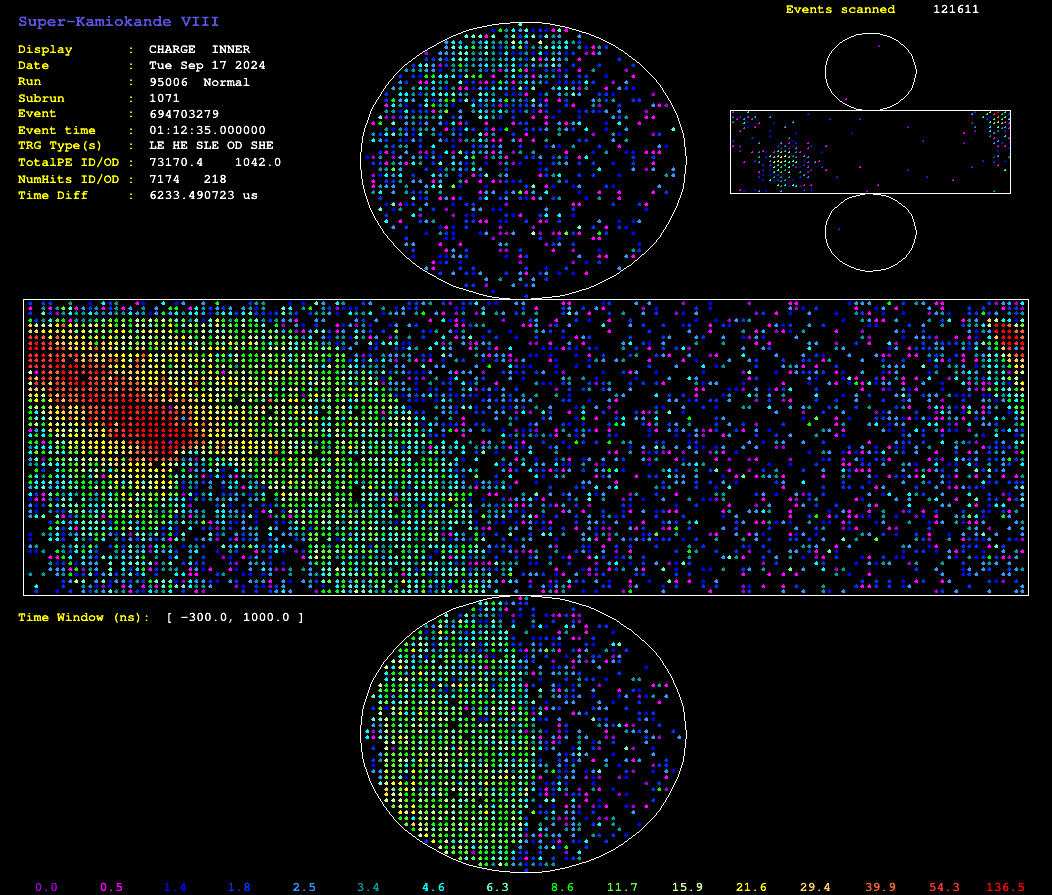 Super-Kamiokande VIII
Events scanned 121611
Display : CHARGE INNER
Date : Tue Sep 17 2024
Run : 95006 Normal
Subrun : 1071
Event : 694703279
Event time : 01:12:35.000000
TRG Type(s) : LE HE SLE OD SHE
TotalPE ID/OD : 73170.4 1042.0
NumHits ID/OD : 7174 218
Time Diff : 6233.490723 us
Time Window (ns): [ -300.0, 1000.0 ]
0.0 0.5 1.4 1.8 2.5 3.4 4.6 6.3 8.6 11.7 15.9 21.6 29.4 39.9 54.3 136.5